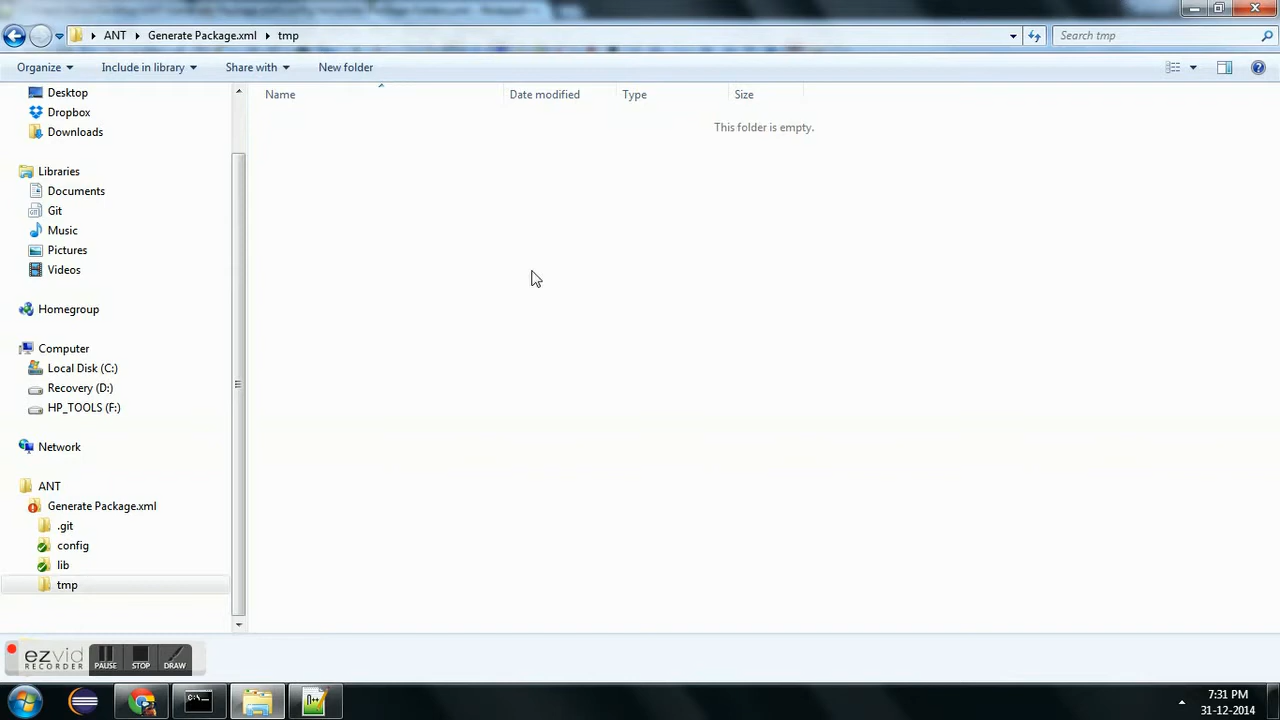 ANT Generate Package.xml tmp
Search tmp
Organize Include in library Share with New folder
Name Date modified Type Size
This folder is empty.
Desktop
Dropbox
Downloads
Libraries
Documents
Git
Music
Pictures
Videos
Homegroup
Computer
Local Disk (C:)
Recovery (D:)
HP_TOOLS (F:)
Network
ANT
Generate Package.xml
.git
config
lib
tmp
ezvid
RECORDER
PAUSE STOP DRAW
C:\
N++
7:31 PM
31-12-2014